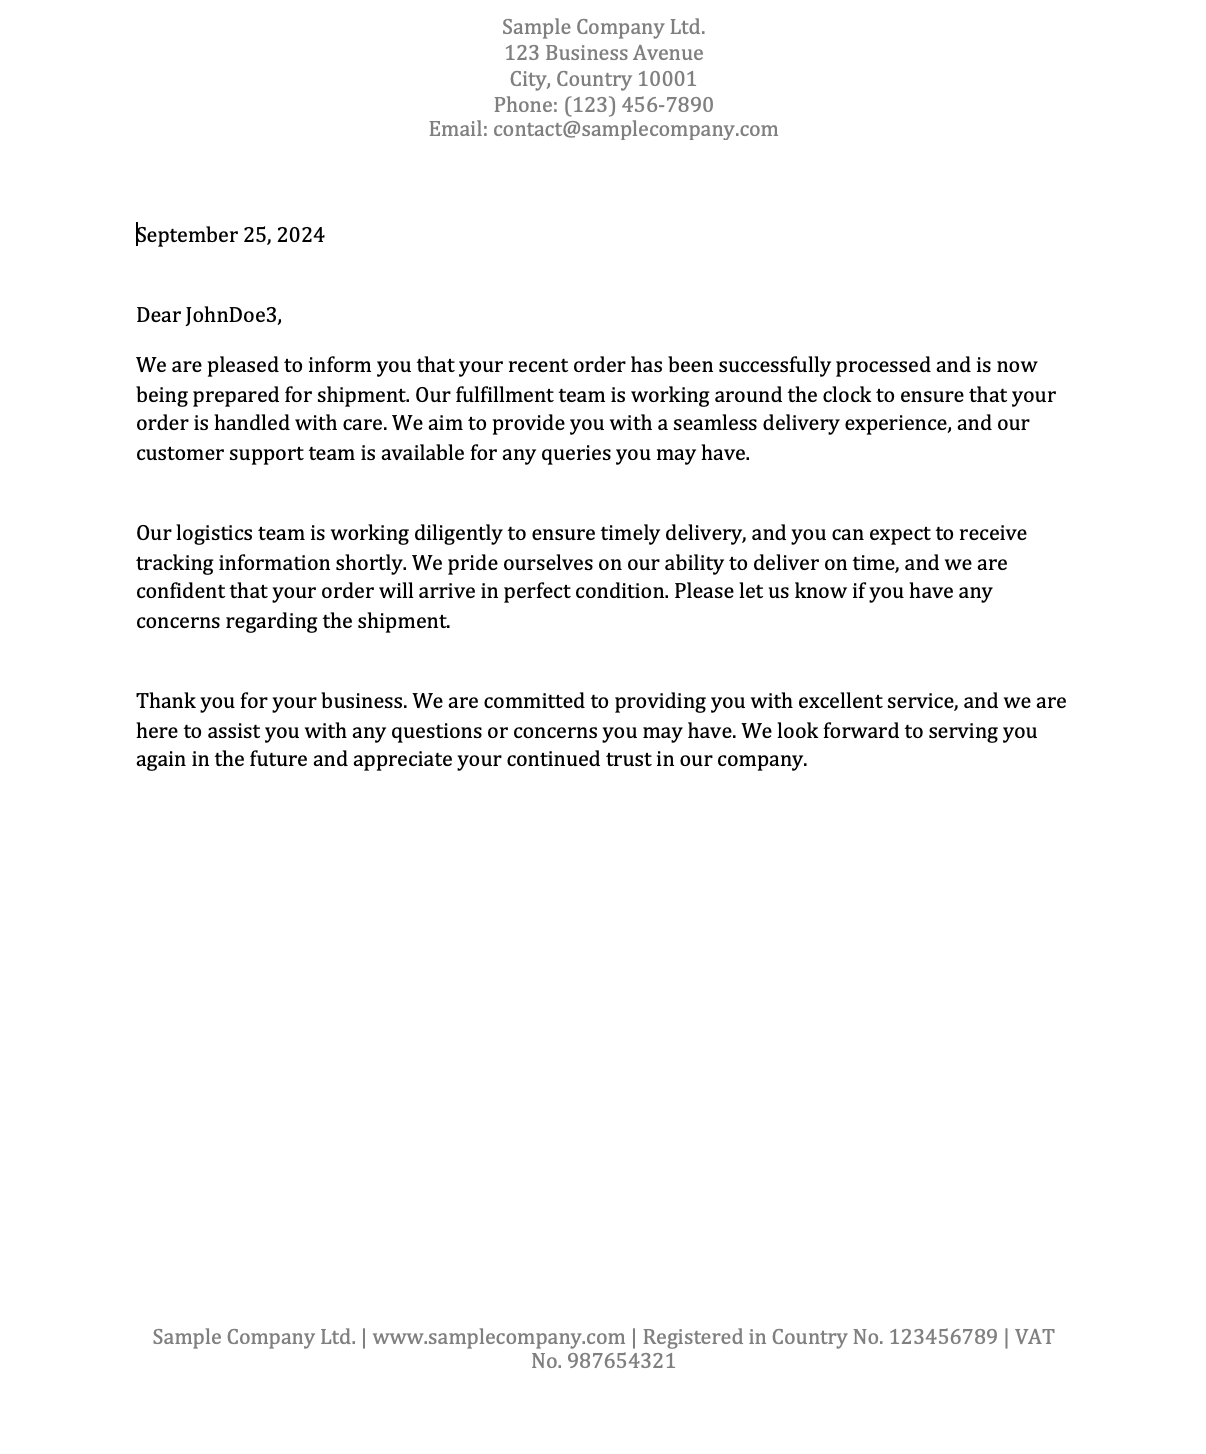 Sample Company Ltd.
123 Business Avenue
City, Country 10001
Phone: (123) 456-7890
Email: contact@samplecompany.com
September 25, 2024
Dear JohnDoe3,
We are pleased to inform you that your recent order has been successfully processed and is now
being prepared for shipment. Our fulfillment team is working around the clock to ensure that your
order is handled with care. We aim to provide you with a seamless delivery experience, and our
customer support team is available for any queries you may have.
Our logistics team is working diligently to ensure timely delivery, and you can expect to receive
tracking information shortly. We pride ourselves on our ability to deliver on time, and we are
confident that your order will arrive in perfect condition. Please let us know if you have any
concerns regarding the shipment.
Thank you for your business. We are committed to providing you with excellent service, and we are
here to assist you with any questions or concerns you may have. We look forward to serving you
again in the future and appreciate your continued trust in our company.
Sample Company Ltd. | www.samplecompany.com | Registered in Country No. 123456789 | VAT
No. 987654321